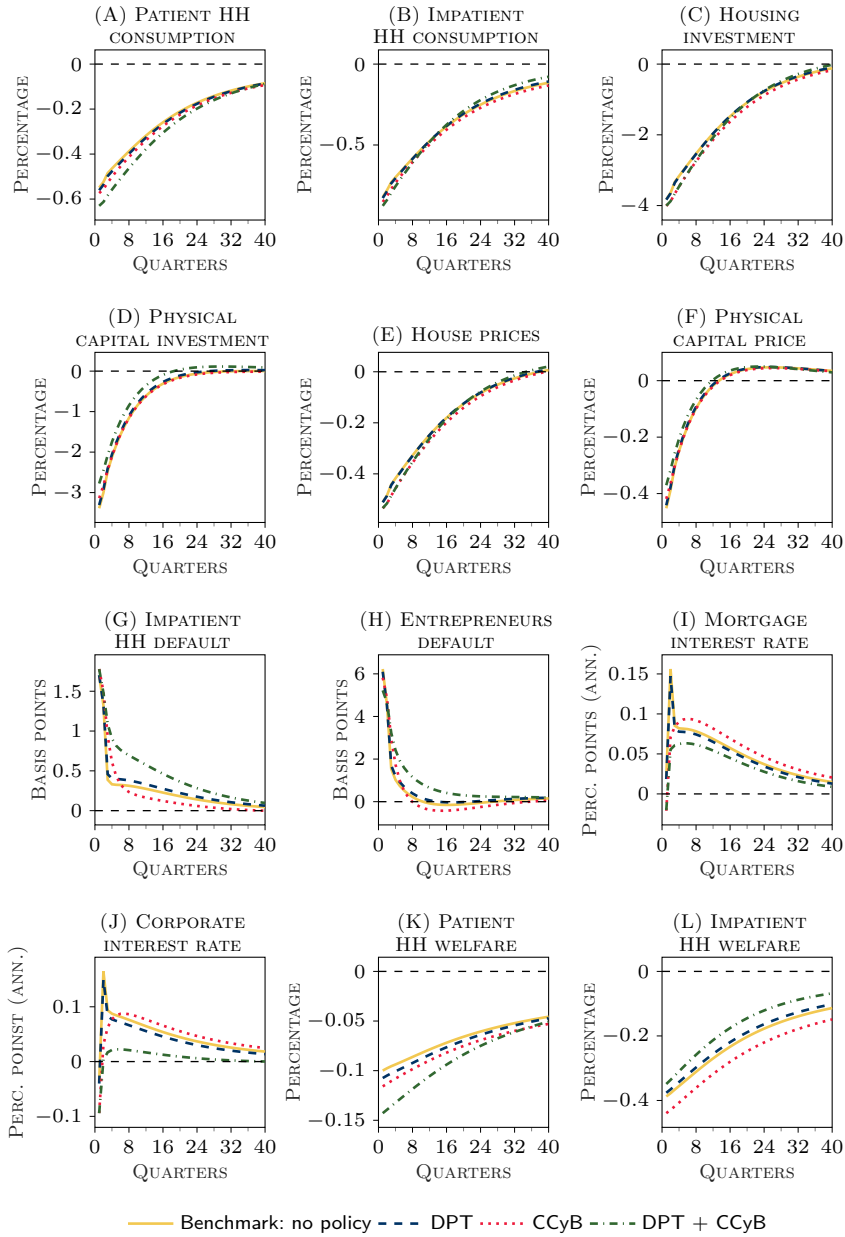 (A) Patient HH
consumption
(B) Impatient
HH consumption
(C) Housing
investment
Percentage
0
−0.2
−0.4
−0.6
0 8 16 24 32 40
Quarters
Percentage
0
−0.5
0 8 16 24 32 40
Quarters
Percentage
0
−2
−4
0 8 16 24 32 40
Quarters
(D) Physical
capital investment
(E) House prices
(F) Physical
capital price
Percentage
0
−1
−2
−3
0 8 16 24 32 40
Quarters
Percentage
0
−0.2
−0.4
0 8 16 24 32 40
Quarters
Percentage
0
−0.2
−0.4
0 8 16 24 32 40
Quarters
(G) Impatient
HH default
(H) Entrepreneurs
default
(I) Mortgage
interest rate
Basis points
1.5
1
0.5
0
0 8 16 24 32 40
Quarters
Basis points
6
4
2
0
0 8 16 24 32 40
Quarters
Perc. points (ann.)
0.15
0.1
0.05
0
0 8 16 24 32 40
Quarters
(J) Corporate
interest rate
(K) Patient
HH welfare
(L) Impatient
HH welfare
Perc. poinst (ann.)
0.1
0
−0.1
0 8 16 24 32 40
Quarters
Percentage
0
−0.05
−0.1
−0.15
0 8 16 24 32 40
Quarters
Percentage
0
−0.2
−0.4
0 8 16 24 32 40
Quarters
Benchmark: no policy DPT CCyB DPT + CCyB